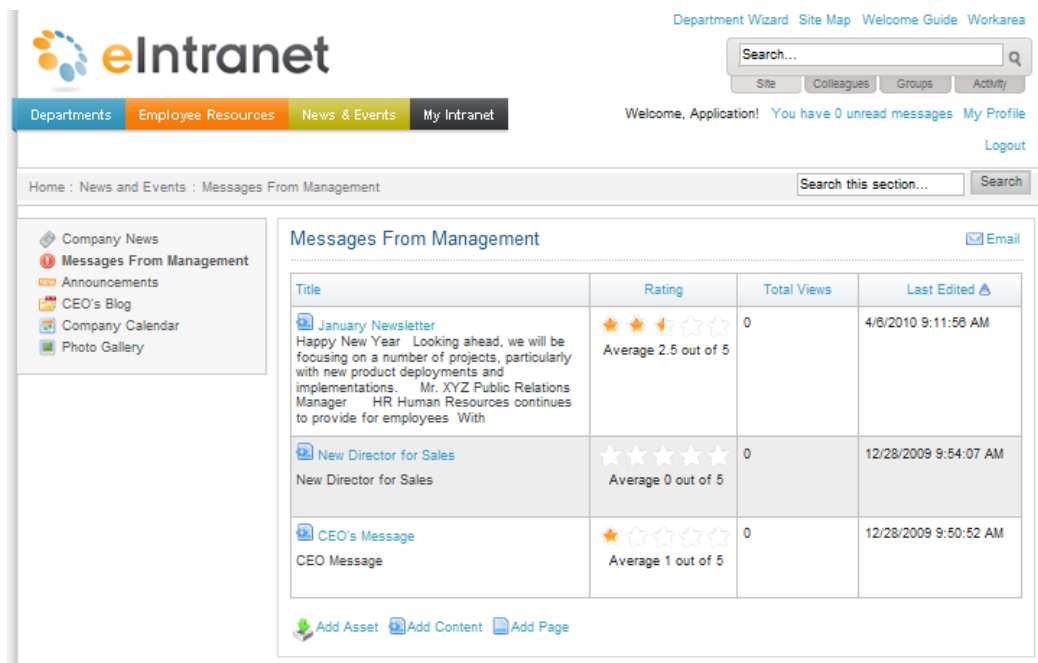 Department Wizard Site Map Welcome Guide Workarea
eIntranet
Search...
Site Colleagues Groups Activity
Departments Employee Resources News & Events My Intranet
Welcome, Application! You have 0 unread messages My Profile
Logout
Home : News and Events : Messages From Management
Search this section... Search
Company News
Messages From Management
NEW Announcements
CEO's Blog
Company Calendar
Photo Gallery
Messages From Management
Email
Title Rating Total Views Last Edited
January Newsletter
Happy New Year Looking ahead, we will be
focusing on a number of projects, particularly
with new product deployments and
implementations. Mr. XYZ Public Relations
Manager HR Human Resources continues
to provide for employees With
Average 2.5 out of 5
0
4/6/2010 9:11:56 AM
New Director for Sales
New Director for Sales
Average 0 out of 5
0
12/28/2009 9:54:07 AM
CEO's Message
CEO Message
Average 1 out of 5
0
12/28/2009 9:50:52 AM
Add Asset Add Content Add Page